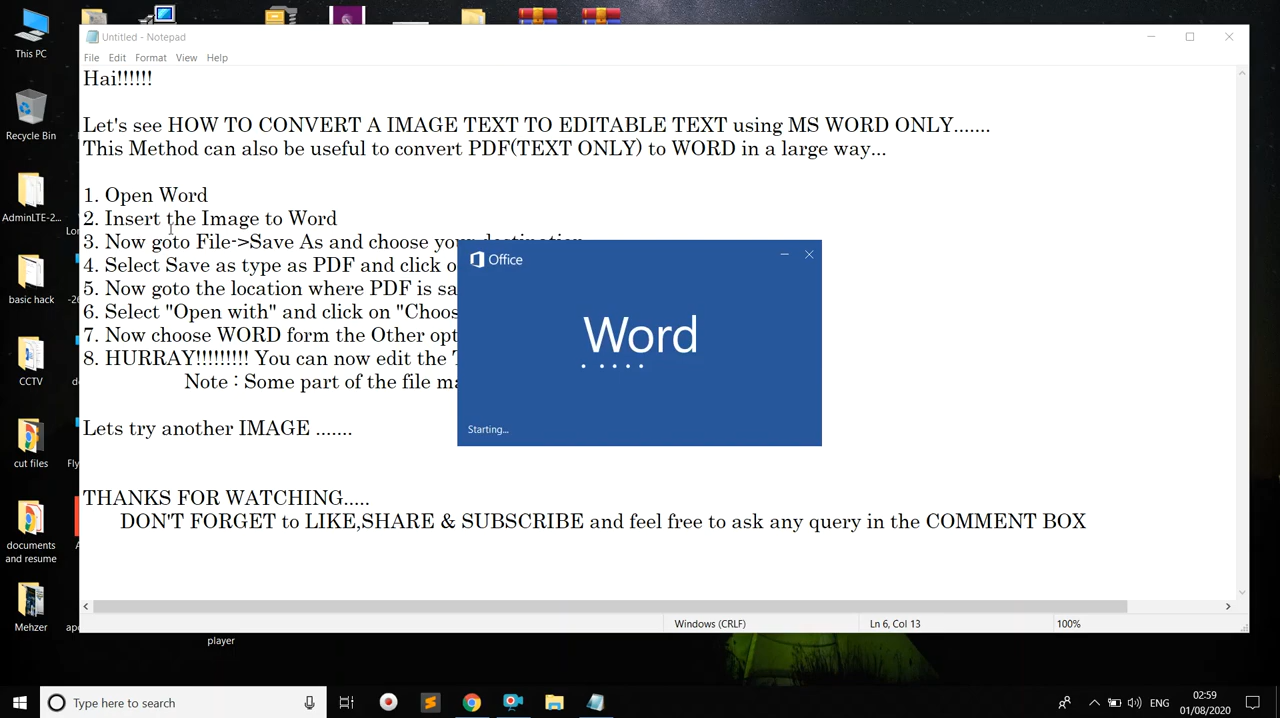 Untitled - Notepad
File Edit Format View Help
Hai!!!!!!
Let's see HOW TO CONVERT A IMAGE TEXT TO EDITABLE TEXT using MS WORD ONLY.......
This Method can also be useful to convert PDF(TEXT ONLY) to WORD in a large way...
1. Open Word
2. Insert the Image to Word
3. Now goto File->Save As and choose your destination
4. Select Save as type as PDF and click
5. Now goto the location where PDF is
6. Select "Open with" and click on
7. Now choose WORD form the Other
8. HURRAY!!!!!!!!! You can now edit the
Note : Some part of the file
Lets try another IMAGE .......
THANKS FOR WATCHING.....
DON'T FORGET to LIKE,SHARE & SUBSCRIBE and feel free to ask any query in the COMMENT BOX
Office
Word
Starting...
Windows (CRLF)
Ln 6, Col 13
100%
This PC
Recycle Bin
AdminLTE-2...
basic hack
CCTV
cut files
documents
and resume
Mehzer
player
Type here to search
ENG
02:59
01/08/2020